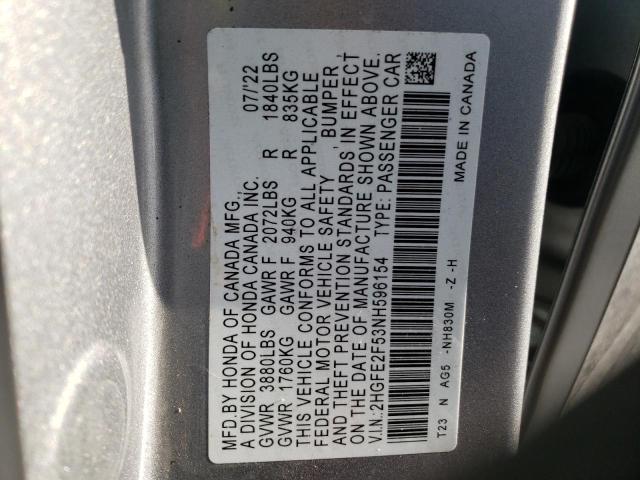 MFD.BY HONDA OF CANADA MFG., 07/'22
A DIVISION OF HONDA CANADA INC.
GVWR 3880LBS GAWR F 2072LBS R 1840LBS
GVWR 1760KG GAWR F 940KG R 835KG
THIS VEHICLE CONFORMS TO ALL APPLICABLE
FEDERAL MOTOR VEHICLE SAFETY , BUMPER ,
AND THEFT PREVENTION STANDARDS IN EFFECT
ON THE DATE OF MANUFACTURE SHOWN ABOVE.
V.I.N.:2HGFE2F53NH596154 TYPE: PASSENGER CAR
T23 N AG5 -NH830M -Z -H MADE IN CANADA